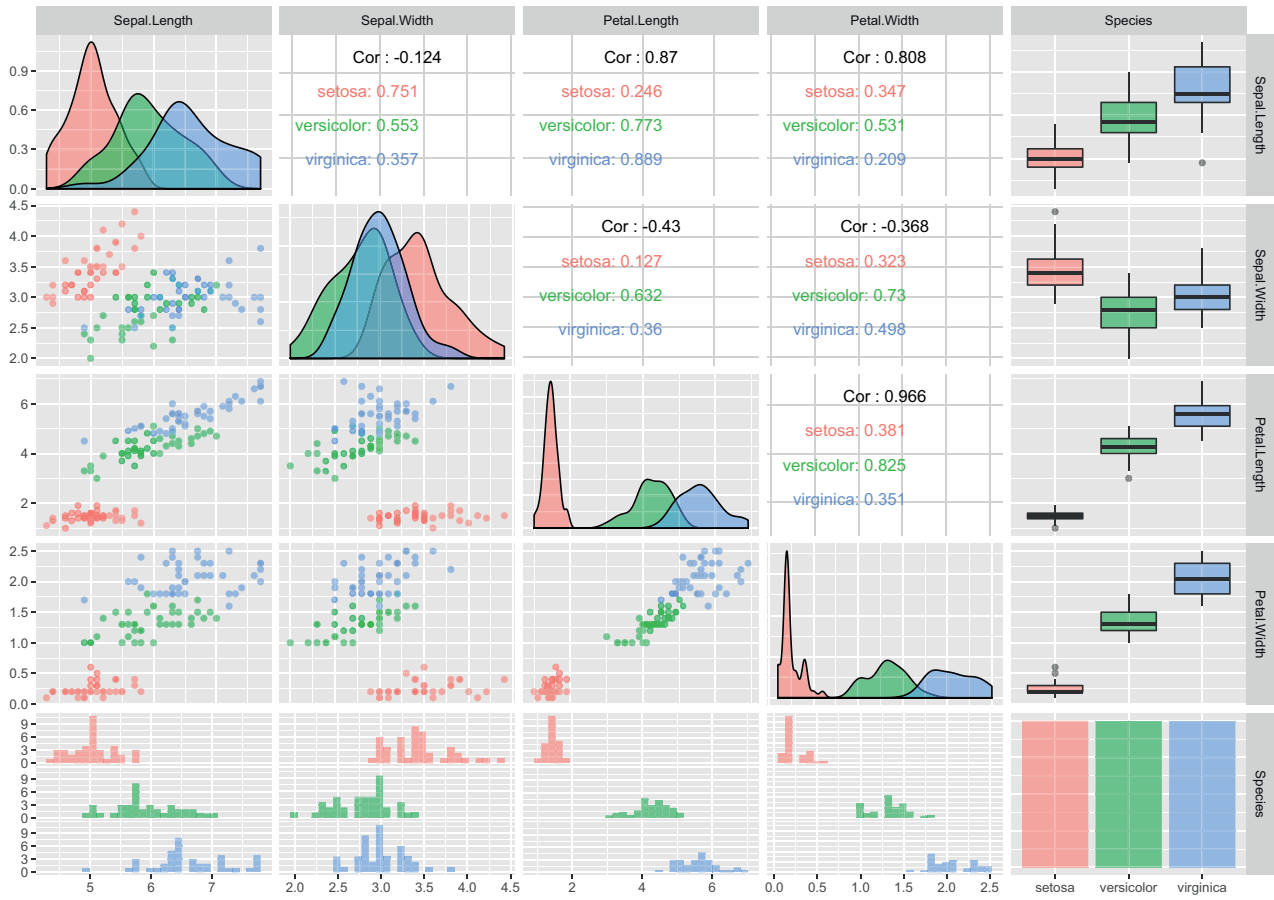 Sepal.Length Sepal.Width Petal.Length Petal.Width Species
0.9
0.6
0.3
0.0
Cor : -0.124
setosa: 0.751
versicolor: 0.553
virginica: 0.357
Cor : 0.87
setosa: 0.246
versicolor: 0.773
virginica: 0.889
Cor : 0.808
setosa: 0.347
versicolor: 0.531
virginica: 0.209
Sepal.Length
4.5
4.0
3.5
3.0
2.5
2.0
Cor : -0.43
setosa: 0.127
versicolor: 0.632
virginica: 0.36
Cor : -0.368
setosa: 0.323
versicolor: 0.73
virginica: 0.498
Sepal.Width
6
4
2
Cor : 0.966
setosa: 0.381
versicolor: 0.825
virginica: 0.351
Petal.Length
2.5
2.0
1.5
1.0
0.5
0.0
Petal.Width
9
6
3
0
9
6
3
0
9
6
3
0
Species
5 6 7
2.0 2.5 3.0 3.5 4.0 4.5
2 4 6
0.0 0.5 1.0 1.5 2.0 2.5
setosa versicolor virginica